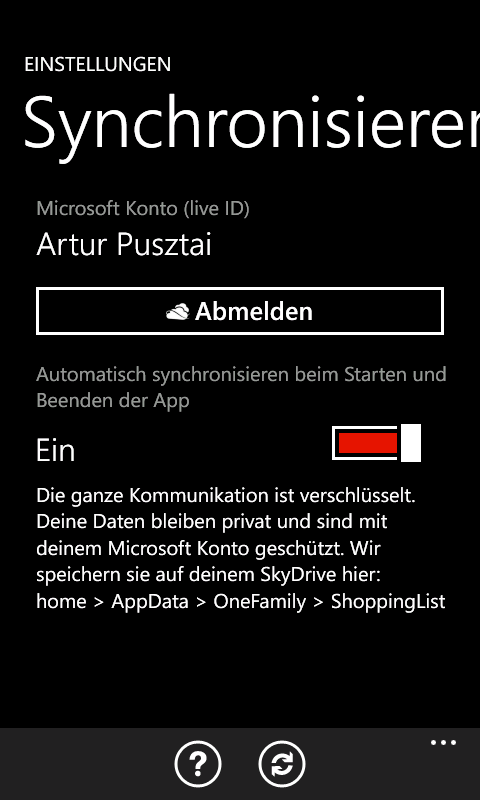 EINSTELLUNGEN
Synchronisieren
Microsoft Konto (live ID)
Artur Pusztai
Abmelden
Automatisch synchronisieren beim Starten und
Beenden der App
Ein
Die ganze Kommunikation ist verschlüsselt.
Deine Daten bleiben privat und sind mit
deinem Microsoft Konto geschützt. Wir
speichern sie auf deinem SkyDrive hier:
home > AppData > OneFamily > ShoppingList